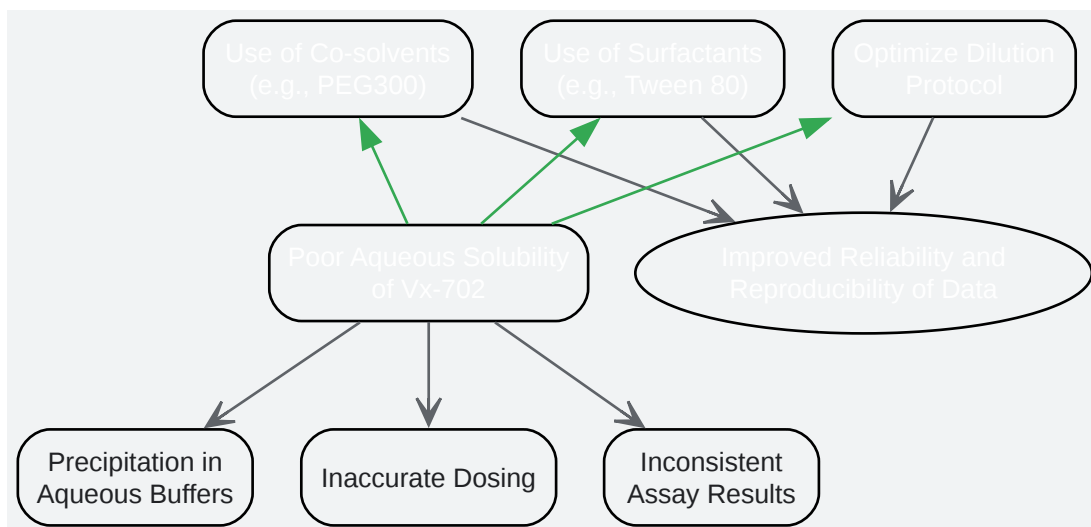 Use of Co-solvents
(e.g., PEG300)
Use of Surfactants
(e.g., Tween 80)
Optimize Dilution
Protocol
Poor Aqueous Solubility
of Vx-702
Improved Reliability and
Reproducibility of Data
Precipitation in
Aqueous Buffers
Inaccurate Dosing
Inconsistent
Assay Results